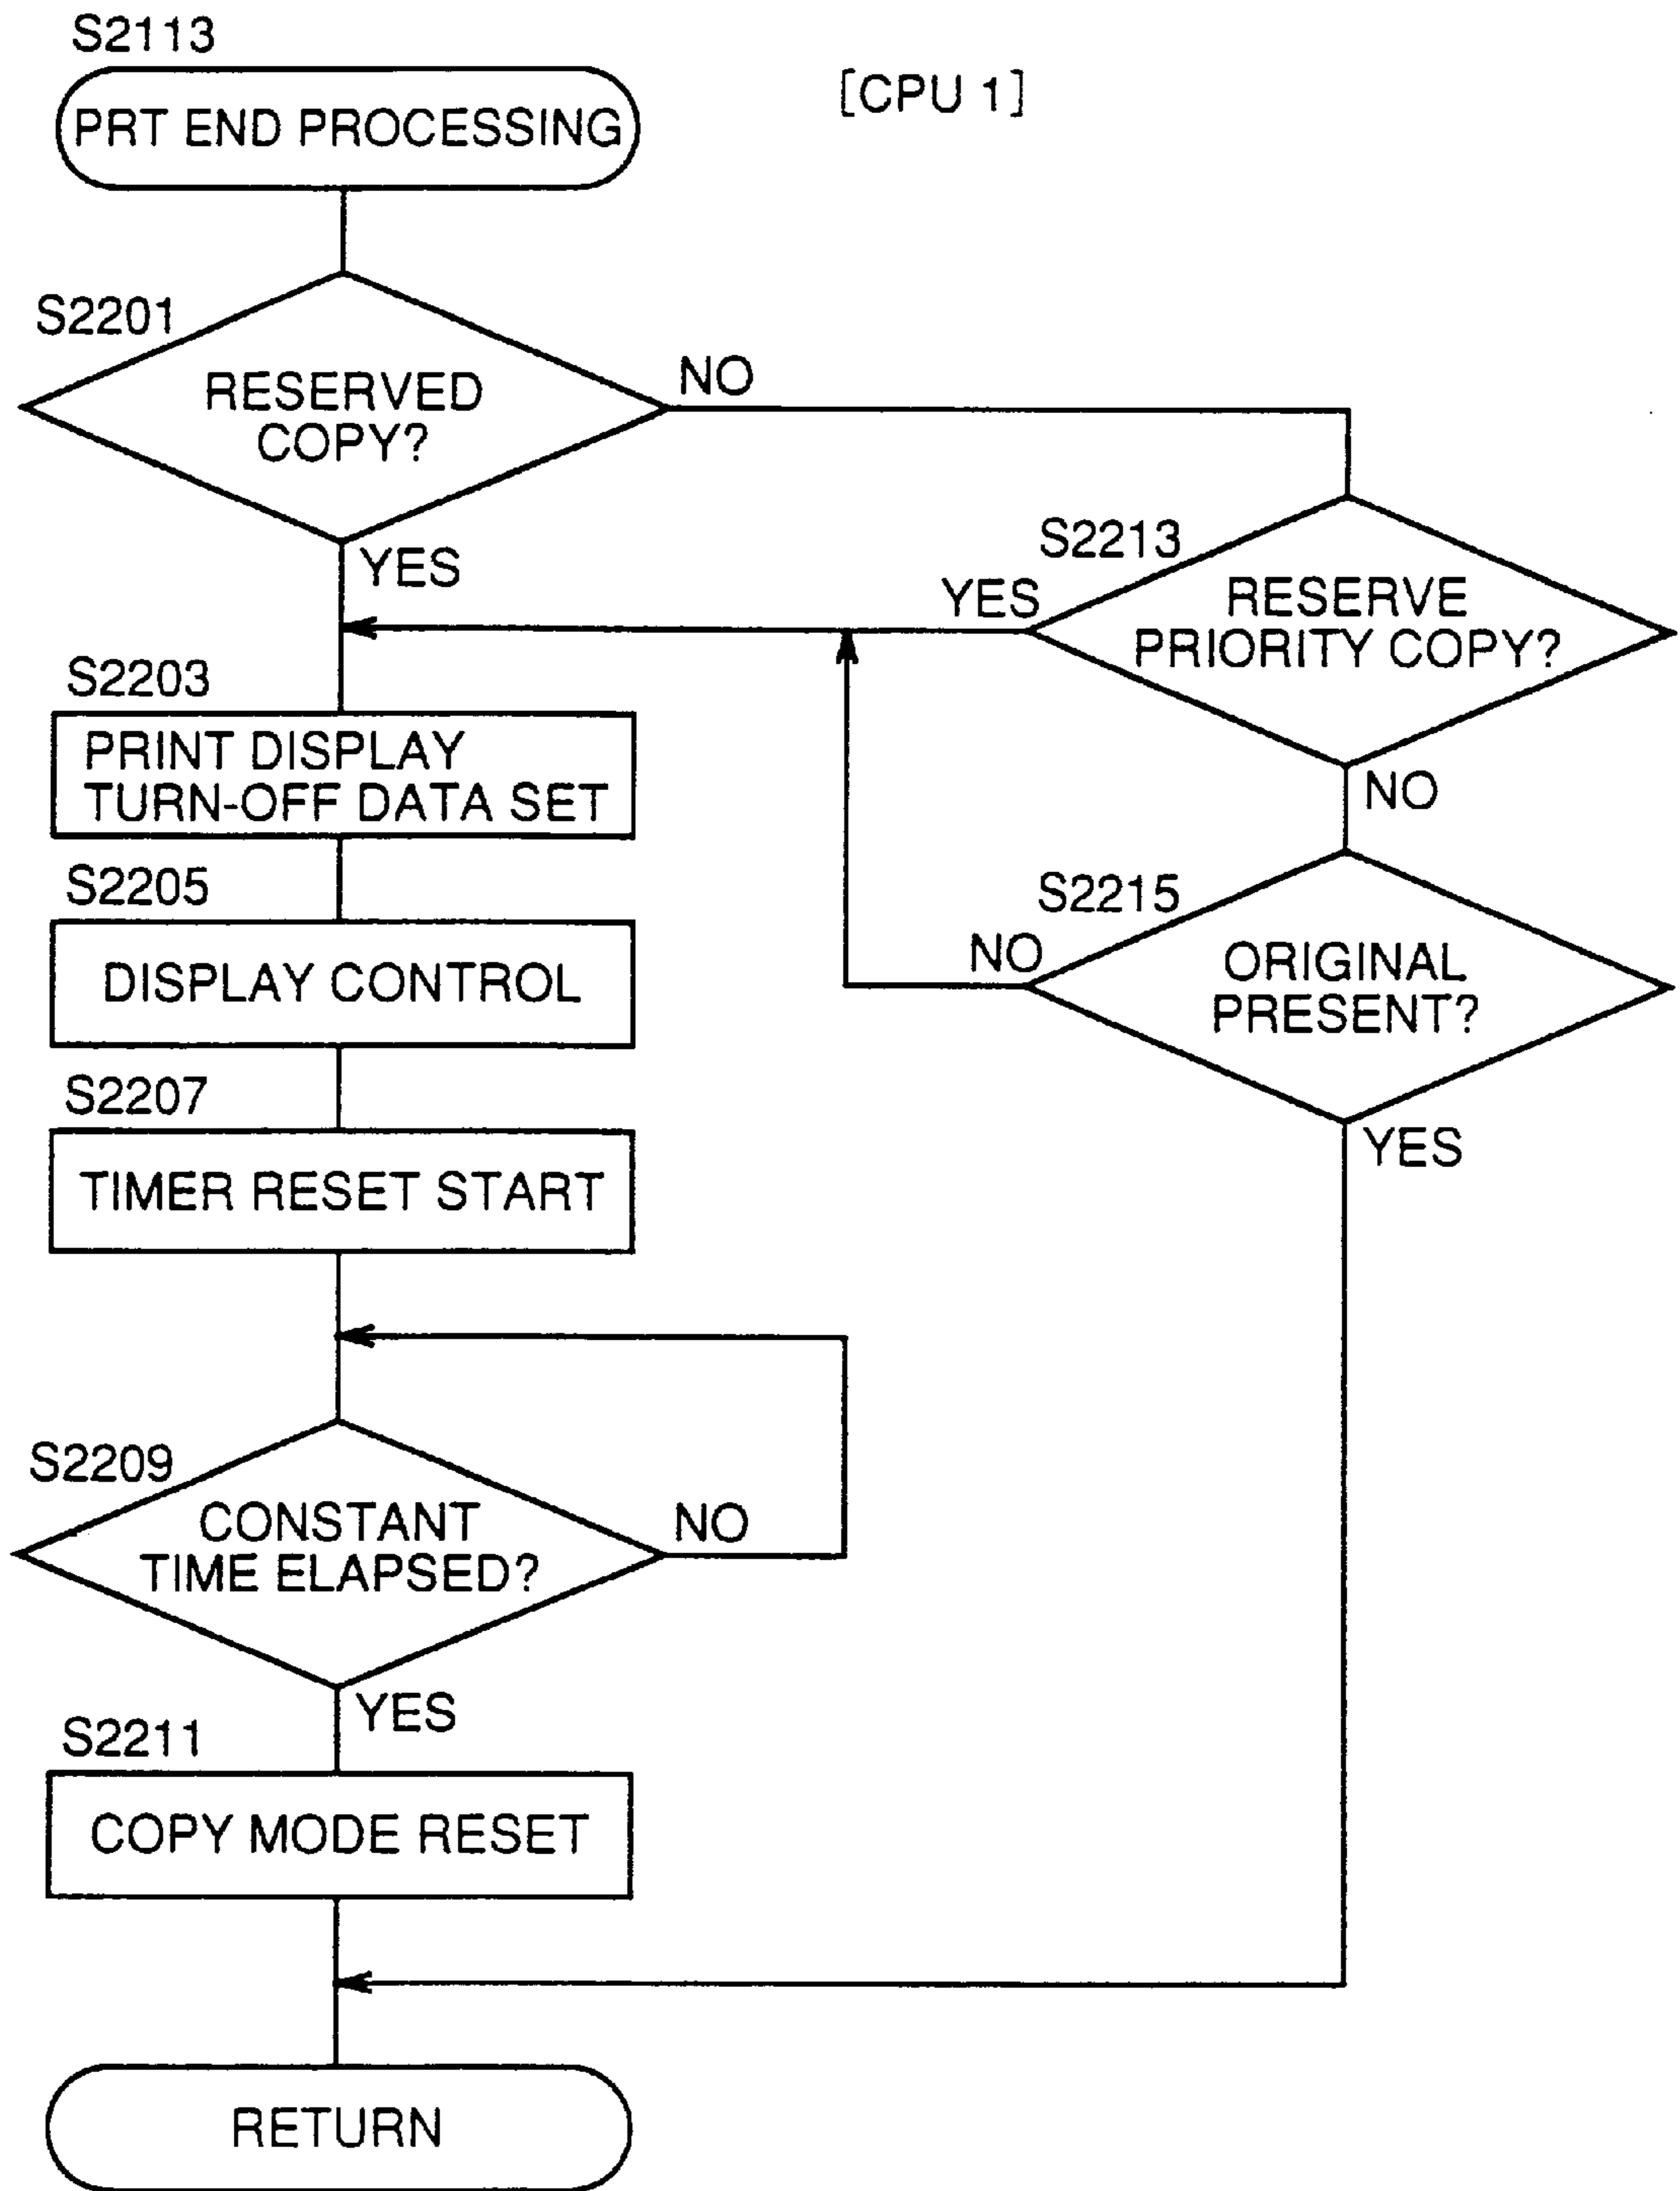 S2113
PRT END PROCESSING
[CPU 1]
S2201
RESERVED
COPY?
NO
YES
S2213
RESERVE
PRIORITY COPY?
YES
NO
S2203
PRINT DISPLAY
TURN-OFF DATA SET
S2205
DISPLAY CONTROL
S2215
ORIGINAL
PRESENT?
NO
YES
S2207
TIMER RESET START
S2209
CONSTANT
TIME ELAPSED?
NO
YES
S2211
COPY MODE RESET
RETURN